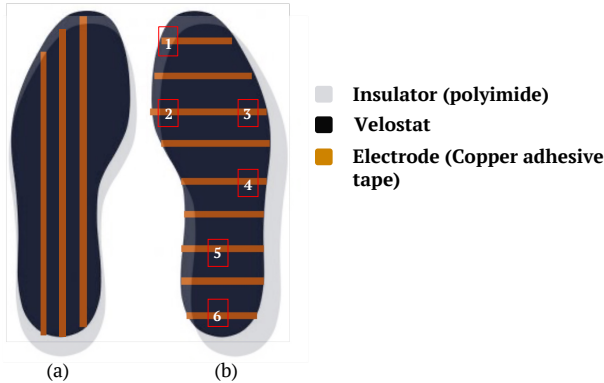 1
2
3
4
5
6
Insulator (polyimide)
Velostat
Electrode (Copper adhesive
tape)
(a)
(b)